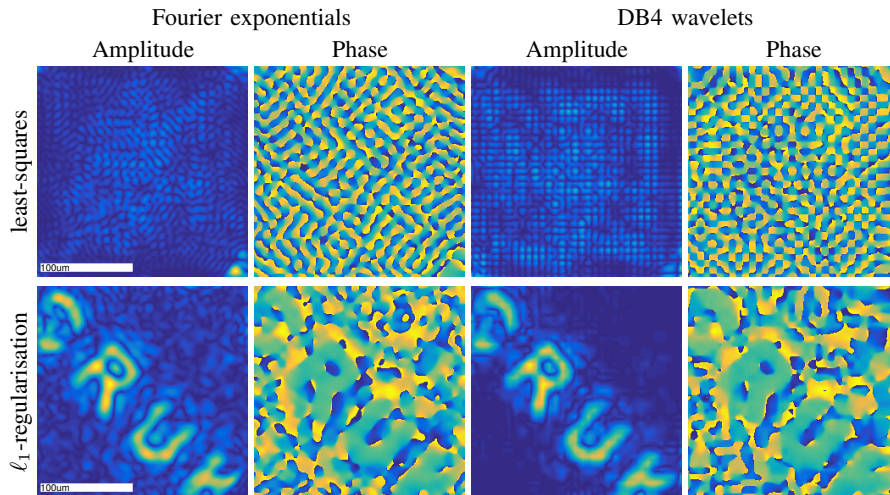 Fourier exponentials DB4 wavelets
Amplitude Phase Amplitude Phase
least-squares
100um
ℓ1-regularisation
100um